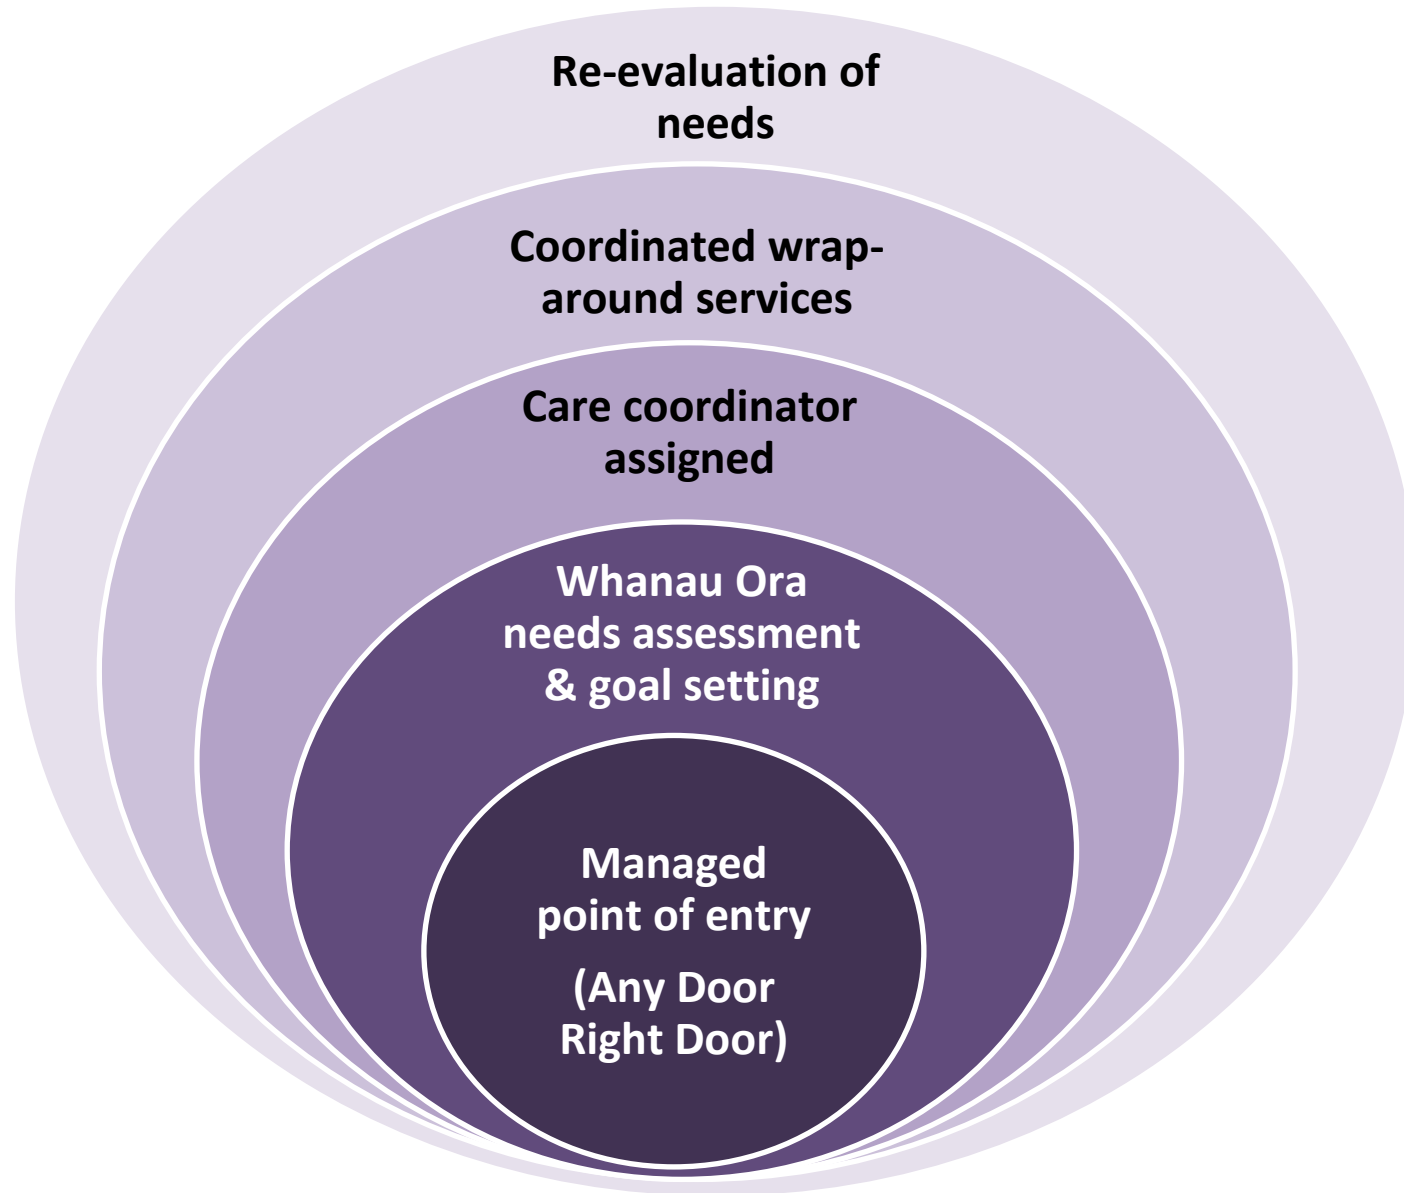 Re-evaluation of
needs
Coordinated wrap-
around services
Care coordinator
assigned
Whanau Ora
needs assessment
& goal setting
Managed
point of entry
(Any Door
Right Door)